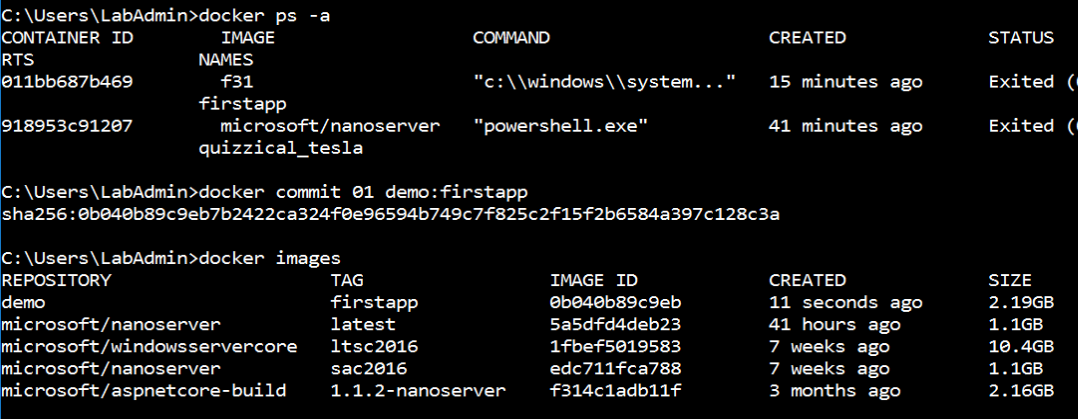 C:\Users\LabAdmin>docker ps -a
CONTAINER ID        IMAGE                  COMMAND                  CREATED             STATUS
RTS               NAMES
011bb687b469        f31                    "c:\\windows\\system..."   15 minutes ago      Exited (
                  firstapp
918953c91207        microsoft/nanoserver   "powershell.exe"         41 minutes ago      Exited (
                  quizzical_tesla
C:\Users\LabAdmin>docker commit 01 demo:firstapp
sha256:0b040b89c9eb7b2422ca324f0e96594b749c7f825c2f15f2b6584a397c128c3a
C:\Users\LabAdmin>docker images
REPOSITORY                    TAG                 IMAGE ID            CREATED             SIZE
demo                          firstapp            0b040b89c9eb        11 seconds ago      2.19GB
microsoft/nanoserver          latest              5a5dfd4deb23        41 hours ago        1.1GB
microsoft/windowsservercore   ltsc2016            1fbef5019583        7 weeks ago         10.4GB
microsoft/nanoserver          sac2016             edc711fca788        7 weeks ago         1.1GB
microsoft/aspnetcore-build    1.1.2-nanoserver    f314c1adb11f        3 months ago        2.16GB